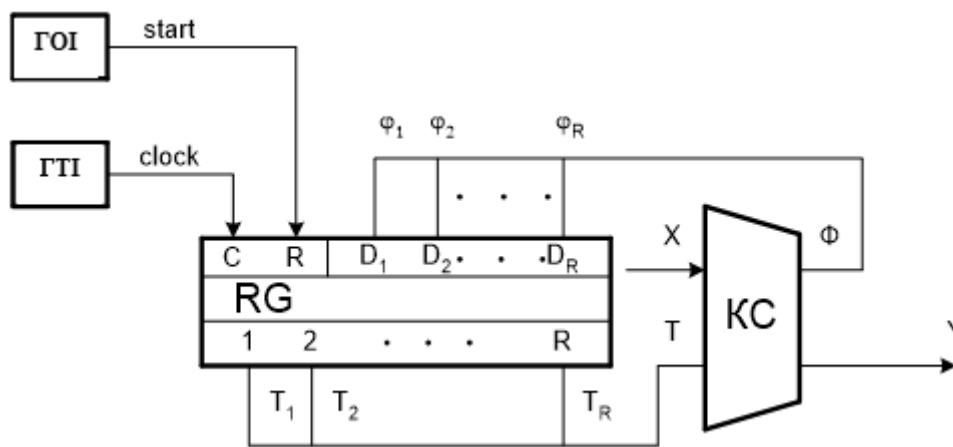 ГОІ
start
ГТІ
clock
φ1 φ2 φR
C R D1 D2 DR
RG
1 2 R
T1 T2 TR
X
T
КС
Φ
Y